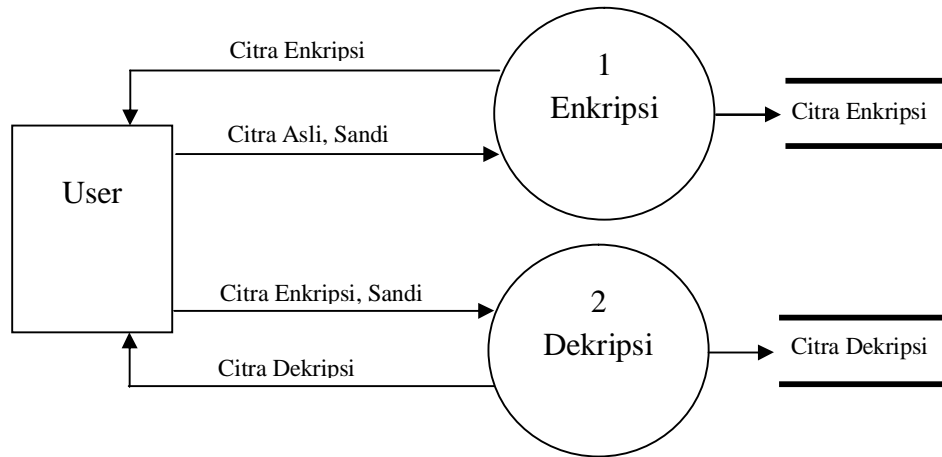 Citra Enkripsi
1
Enkripsi
Citra Enkripsi
Citra Asli, Sandi
User
Citra Enkripsi, Sandi
2
Dekripsi
Citra Dekripsi
Citra Dekripsi